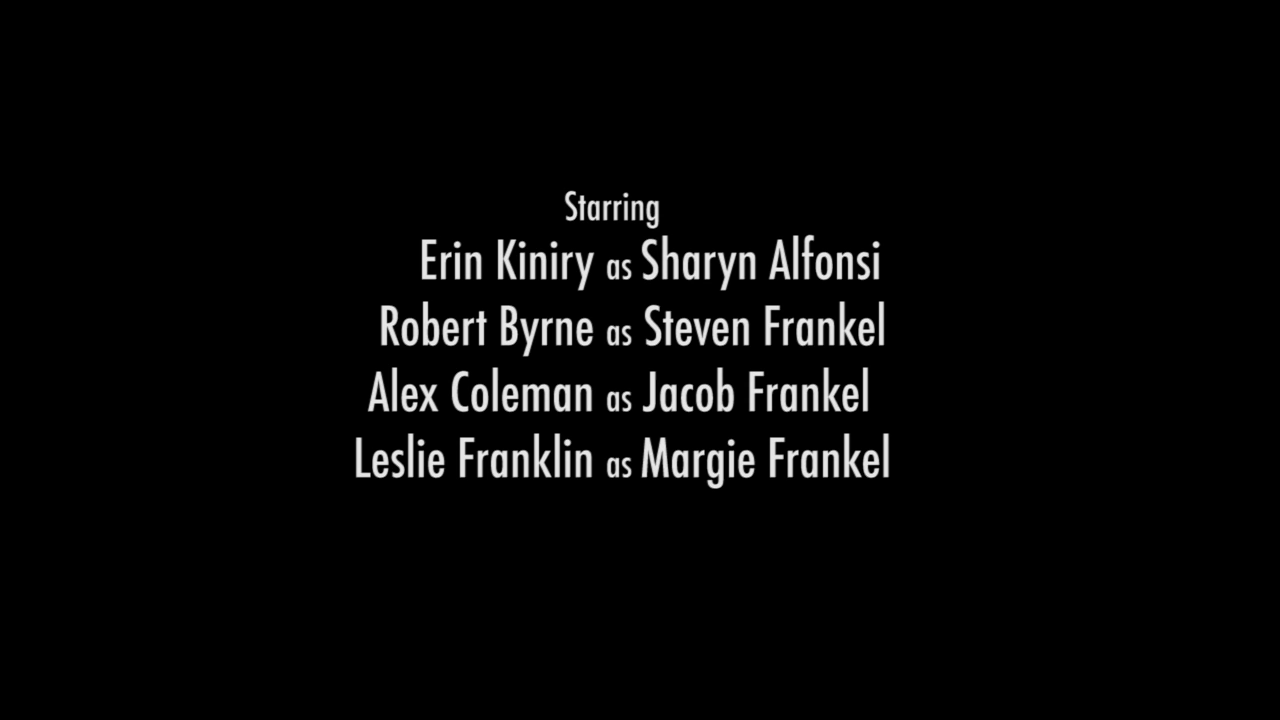 Starring
Erin Kiniry as Sharyn Alfonsi
Robert Byrne as Steven Frankel
Alex Coleman as Jacob Frankel
Leslie Franklin as Margie Frankel